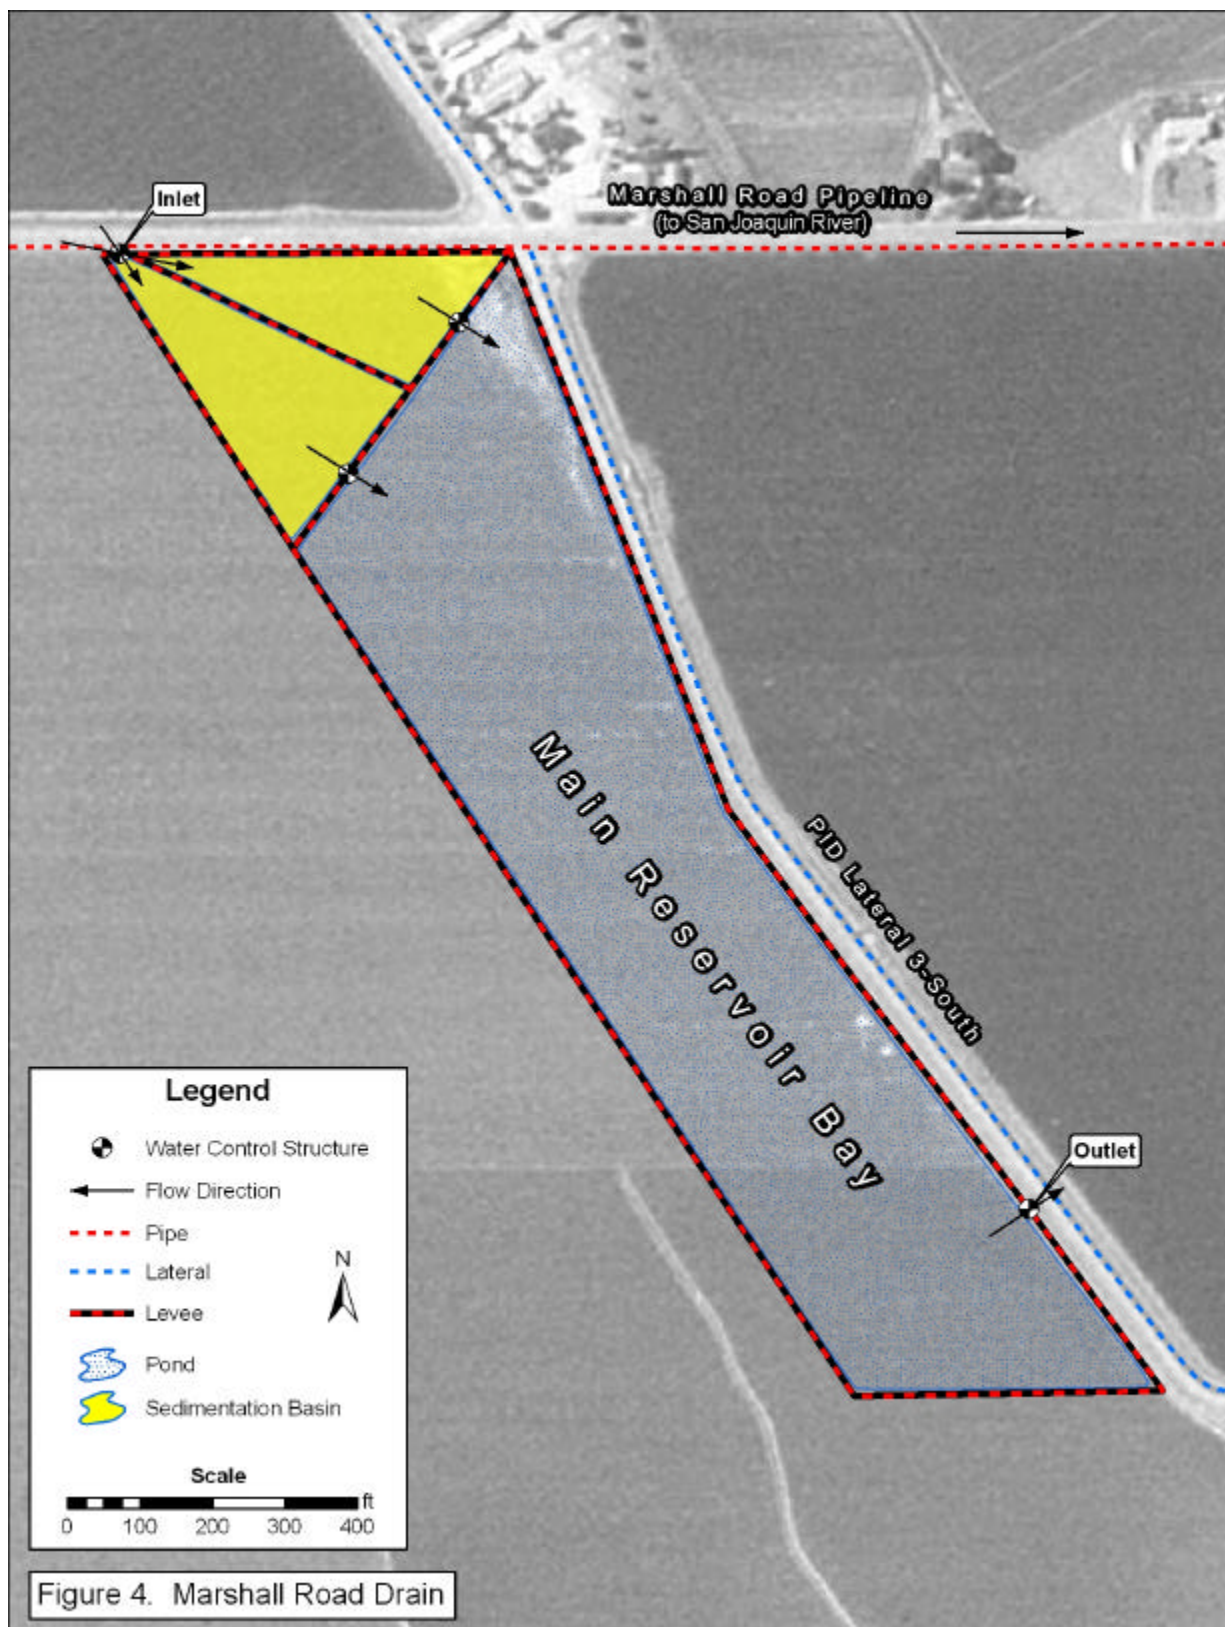 Inlet
Marshall Road Pipeline
(to San Joaquin River)
Main Reservoir Bay
PID Lateral 3-South
Outlet
Legend
Water Control Structure
Flow Direction
Pipe
Lateral
Levee
N
Pond
Sedimentation Basin
Scale
ft
0 100 200 300 400
Figure 4. Marshall Road Drain